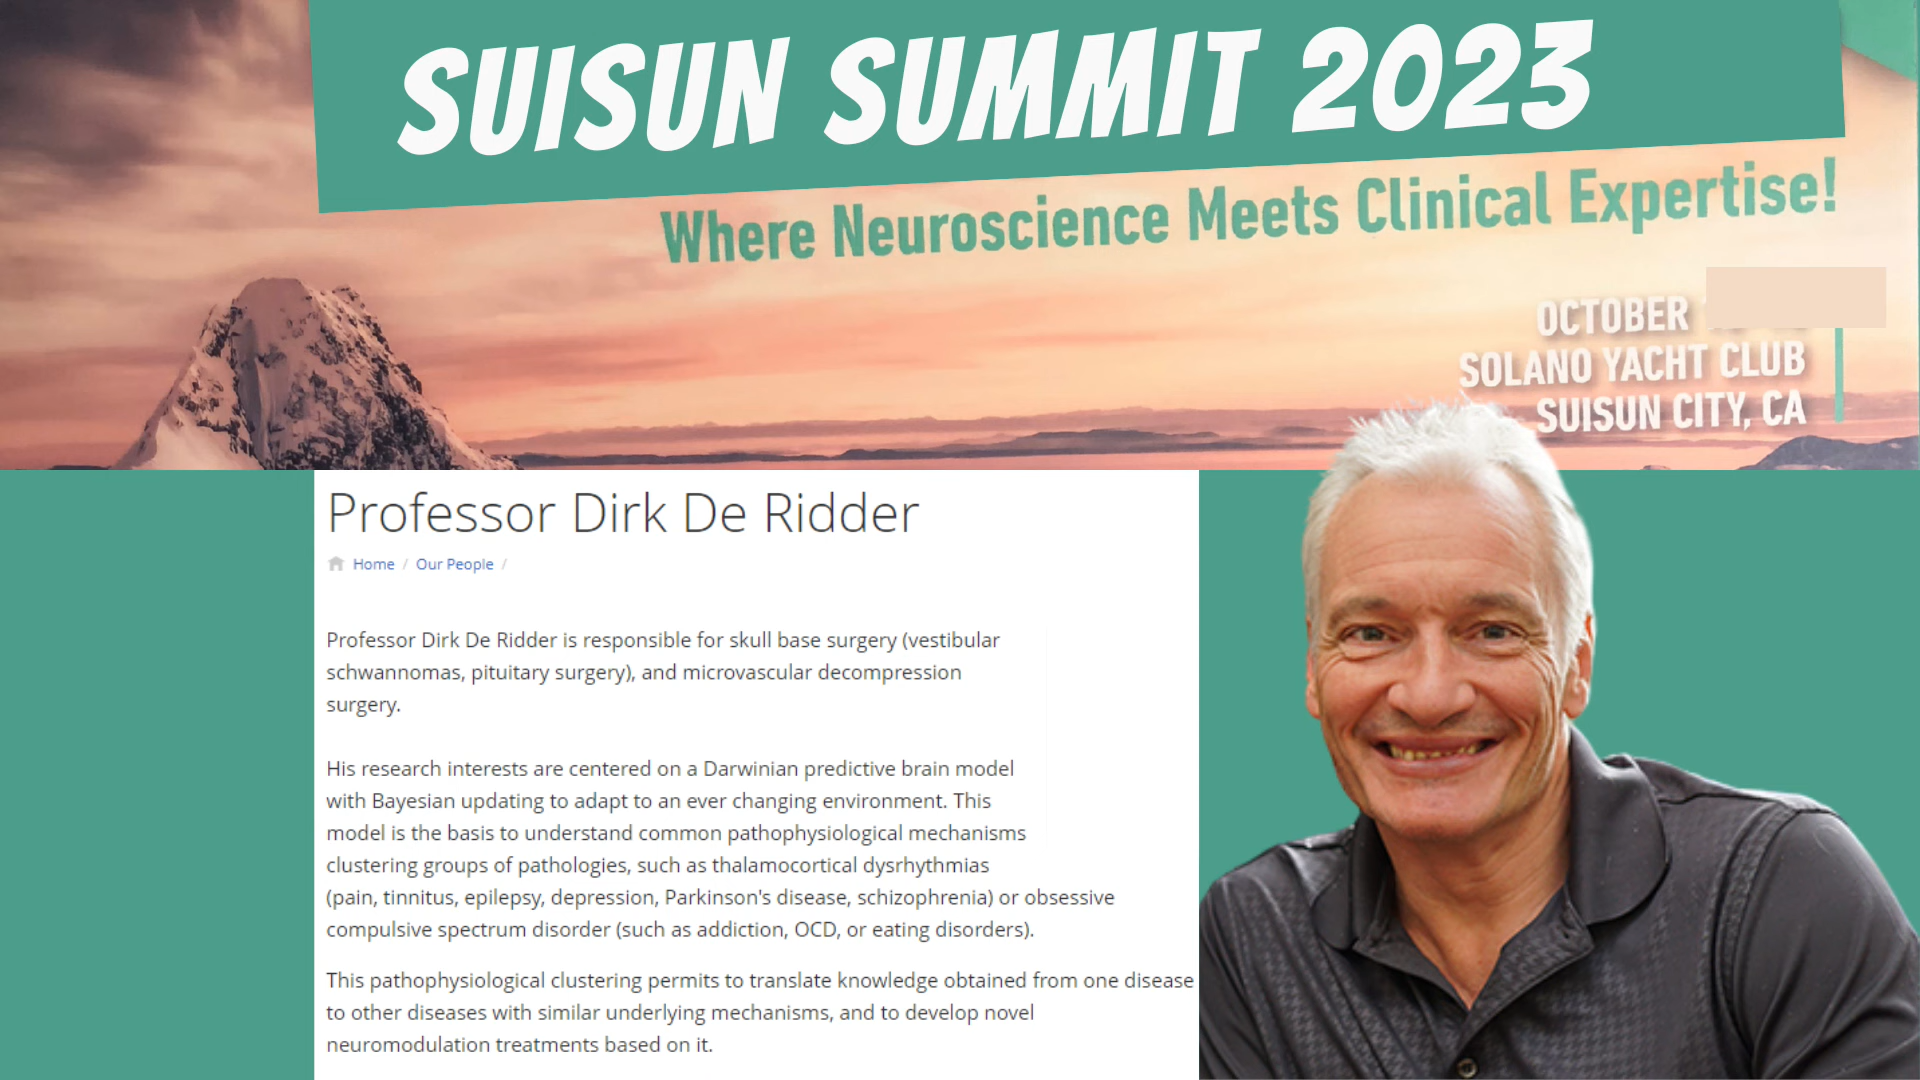 SUISUN SUMMIT 2023
Where Neuroscience Meets Clinical Expertise!
OCTOBER
SOLANO YACHT CLUB
SUISUN CITY, CA
Professor Dirk De Ridder
Home / Our People /
Professor Dirk De Ridder is responsible for skull base surgery (vestibular
schwannomas, pituitary surgery), and microvascular decompression
surgery.
His research interests are centered on a Darwinian predictive brain model
with Bayesian updating to adapt to an ever changing environment. This
model is the basis to understand common pathophysiological mechanisms
clustering groups of pathologies, such as thalamocortical dysrhythmias
(pain, tinnitus, epilepsy, depression, Parkinson's disease, schizophrenia) or obsessive
compulsive spectrum disorder (such as addiction, OCD, or eating disorders).
This pathophysiological clustering permits to translate knowledge obtained from one disease
to other diseases with similar underlying mechanisms, and to develop novel
neuromodulation treatments based on it.